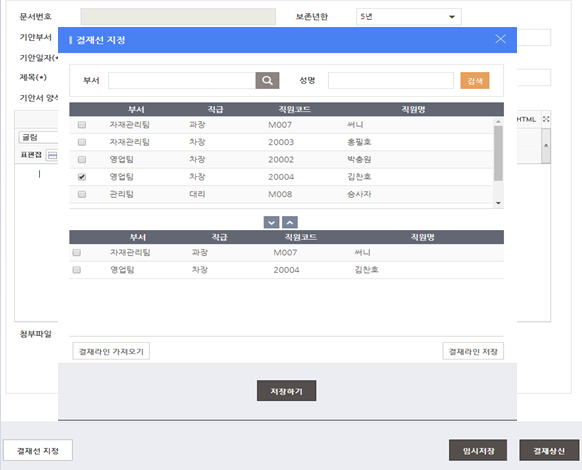 문서번호 보존년한 5년
기안부서
결재선 지정
기안일자(*
제목(*)
기안서 양식
부서 성명 검색
부서 직급 직원코드 직원명
자재관리팀 과장 M007 써니
자재관리팀 차장 20003 홍필호
영업팀 차장 20002 박충원
영업팀 차장 20004 김찬호
관리팀 대리 M008 승사자
HTML
굴림
표편집
부서 직급 직원코드 직원명
자재관리팀 과장 M007 써니
영업팀 차장 20004 김찬호
첨부파일
결재라인 가져오기 결재라인 저장
저장하기
결재선 지정 임시저장 결재상신